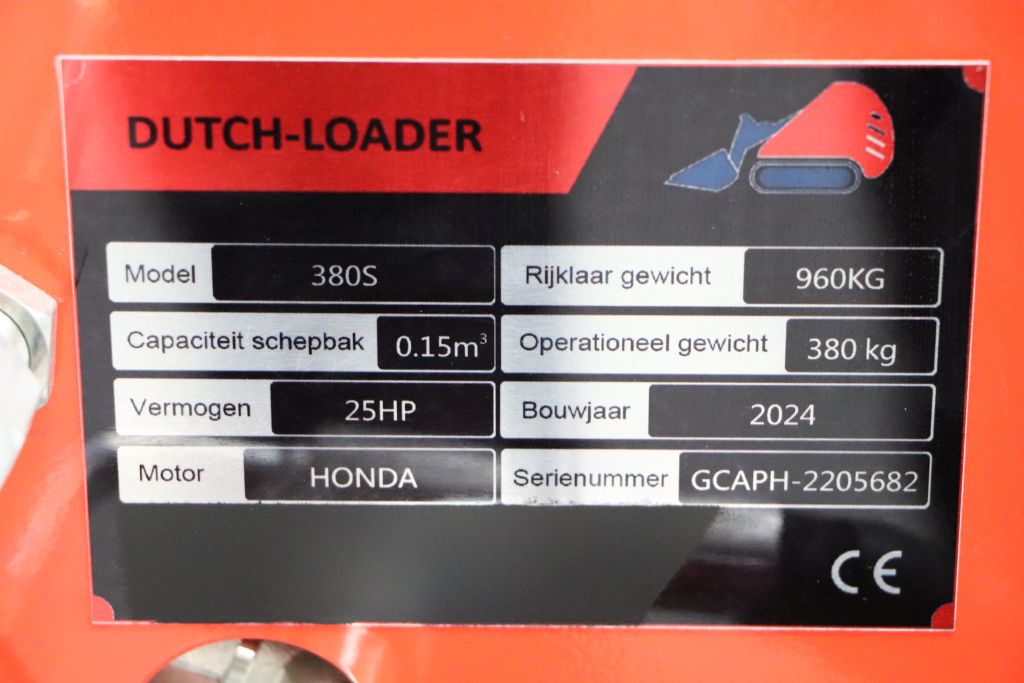 DUTCH-LOADER
Model 380S
Rijklaar gewicht 960KG
Capaciteit schepbak 0.15m³
Operationeel gewicht 380 kg
Vermogen 25HP
Bouwjaar 2024
Motor HONDA
Serienummer GCAPH-2205682
CE